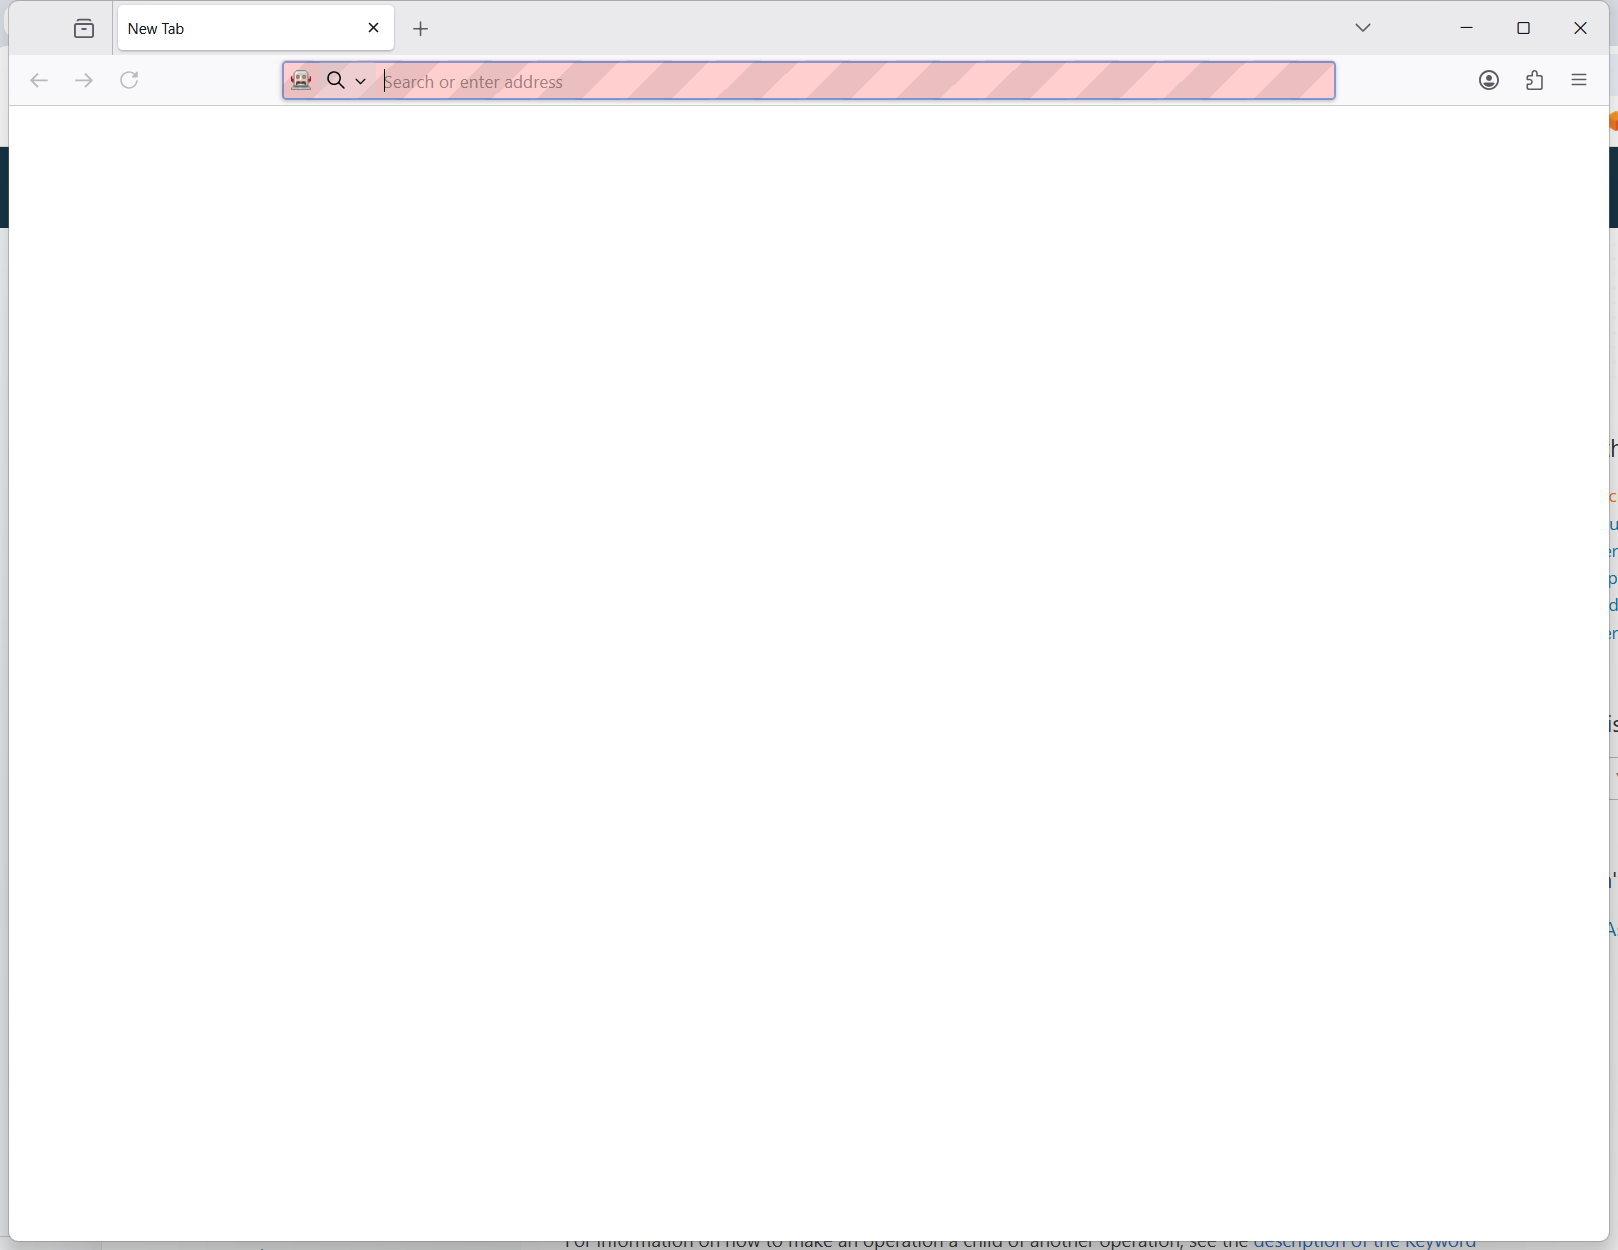 New Tab
Search or enter address
For information on how to make an operation a child of another operation, see the description of the Keyword